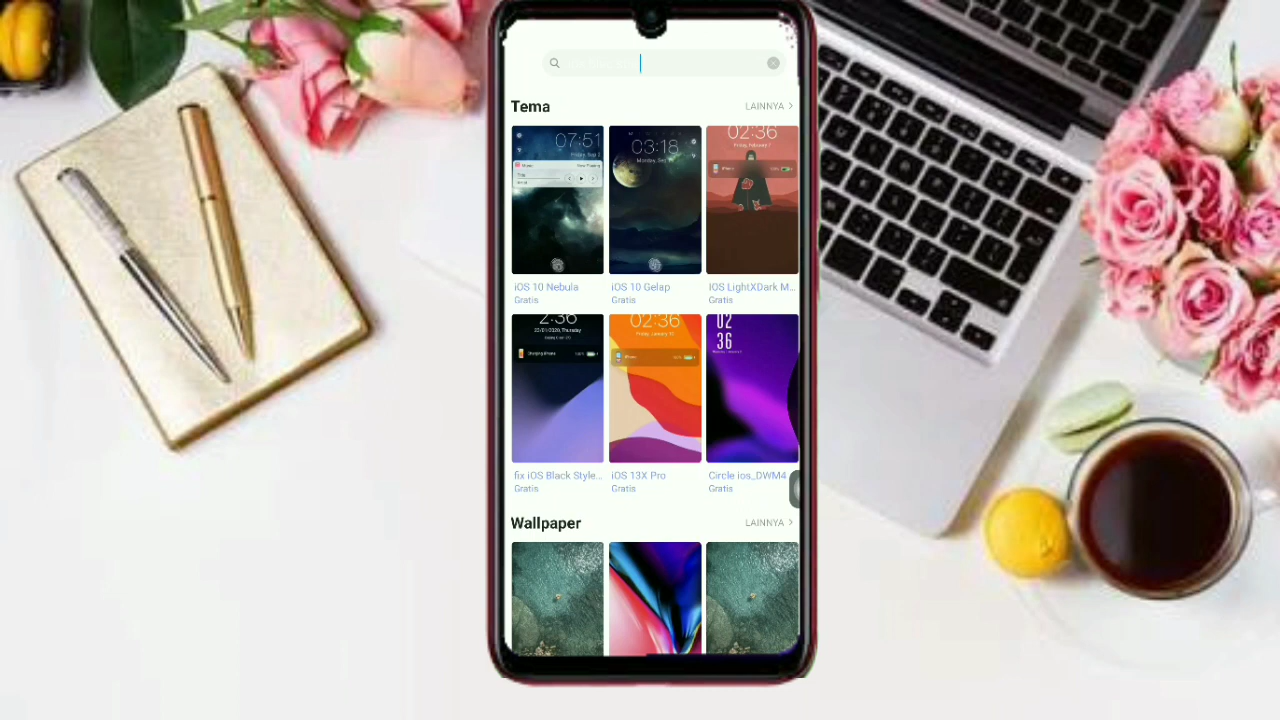 Tema
LAINNYA >
07:51
03:18
02:36
iOS 10 Nebula
iOS 10 Gelap
IOS LightXDark M...
Gratis
Gratis
Gratis
2:36
02:36
02
36
Charging iPhone
fix iOS Black Style...
iOS 13X Pro
Circle ios_DWM4
Gratis
Gratis
Gratis
Wallpaper
LAINNYA >